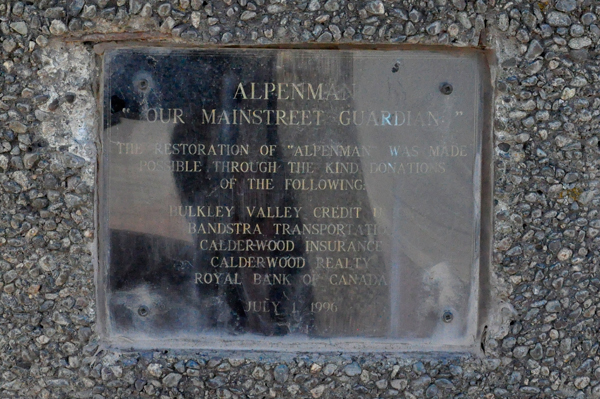 ALPENMAN
" OUR MAINSTREET GUARDIAN "
THE RESTORATION OF "ALPENMAN" WAS MADE
POSSIBLE THROUGH THE KIND DONATIONS
OF THE FOLLOWING:
BULKLEY VALLEY CREDIT
BANDSTRA TRANSPORTATION
CALDERWOOD INSURANCE
CALDERWOOD REALTY
ROYAL BANK OF CANADA
JULY 1, 1996